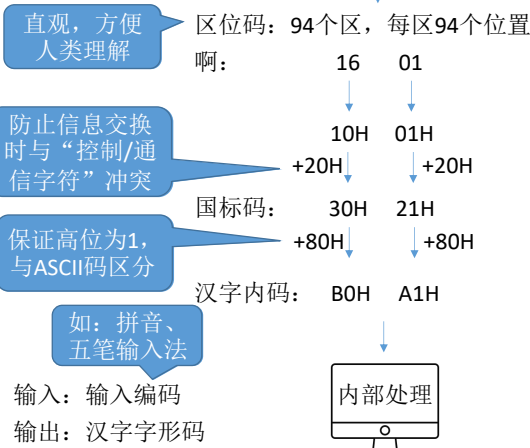 直观，方便
人类理解
区位码：94个区，每区94个位置
啊： 16 01
防止信息交换
时与“控制/通
信字符”冲突
10H 01H
+20H +20H
国标码： 30H 21H
保证高位为1，
与ASCII码区分
+80H +80H
汉字内码： B0H A1H
如：拼音、
五笔输入法
输入：输入编码
输出：汉字字形码
内部处理